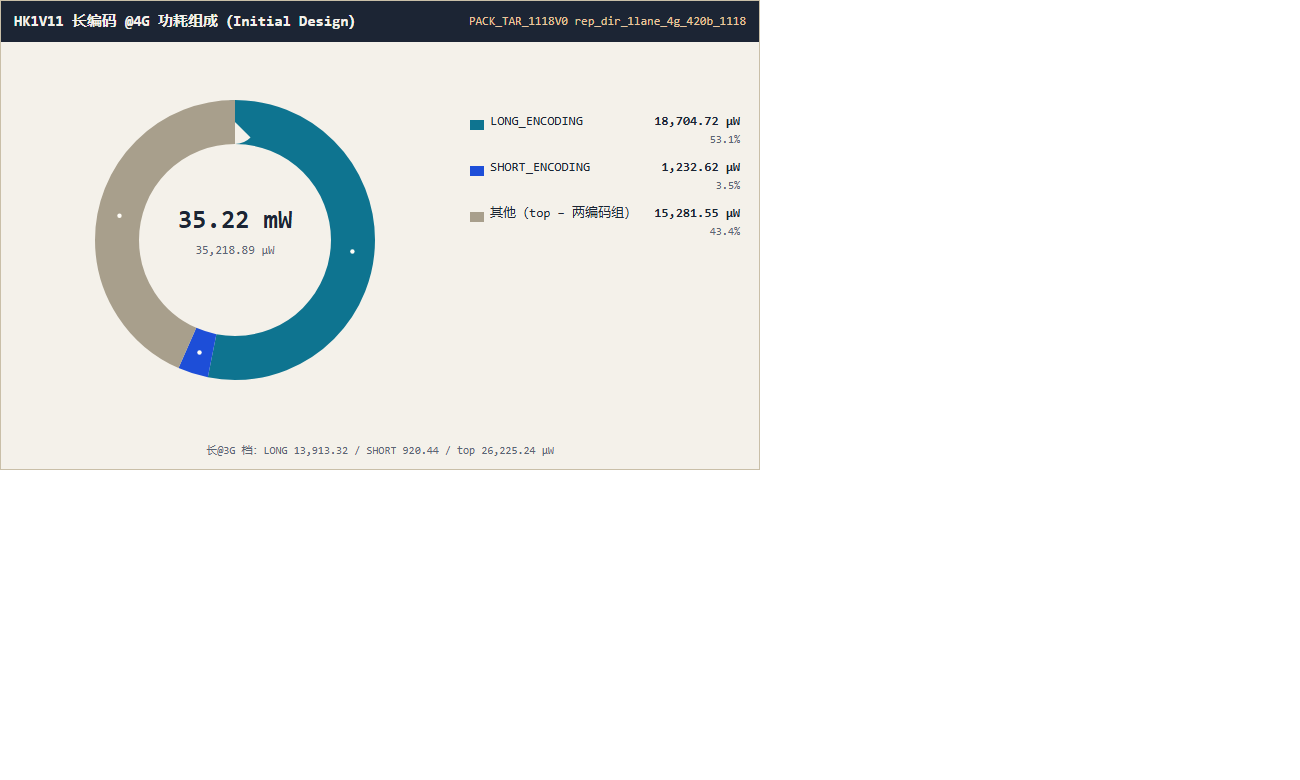 HK1V11 长编码 @4G 功耗组成 (Initial Design)
PACK_TAR_1118V0 rep_dir_1lane_4g_420b_1118
LONG_ENCODING 18,704.72 μW
53.1%
SHORT_ENCODING 1,232.62 μW
3.5%
其他 (top − 两编码组) 15,281.55 μW
43.4%
35.22 mW
35,218.89 μW
长@3G 档: LONG 13,913.32 / SHORT 920.44 / top 26,225.24 μW